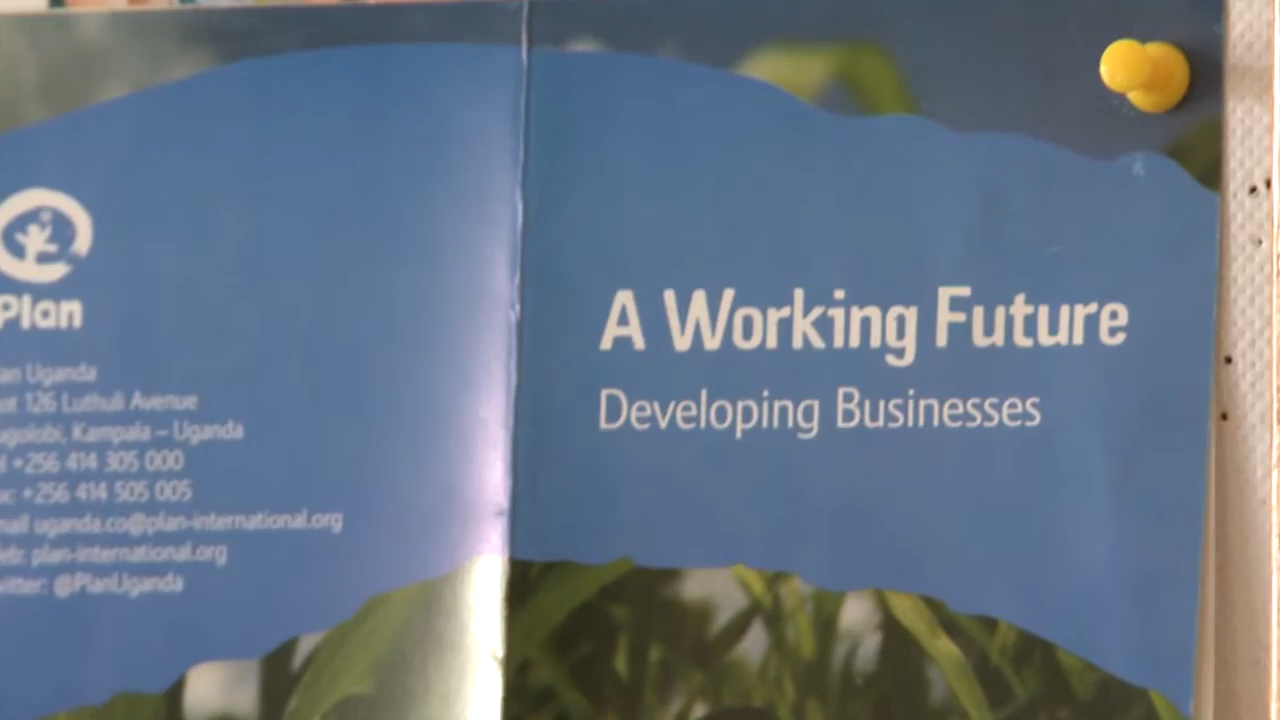 Plan
Uganda
126 Luthuli Avenue
Kampala – Uganda
+256 414 305 000
+256 414 505 005
uganda.co@plan-international.org
plan-international.org
@PlanUganda
A Working Future
Developing Businesses